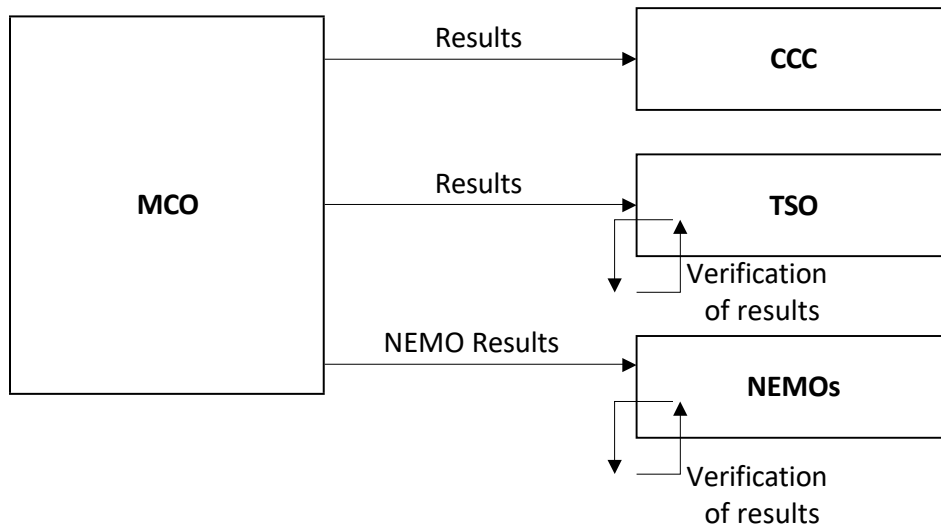 Results
CCC
MCO
Results
TSO
Verification
of results
NEMO Results
NEMOs
Verification
of results